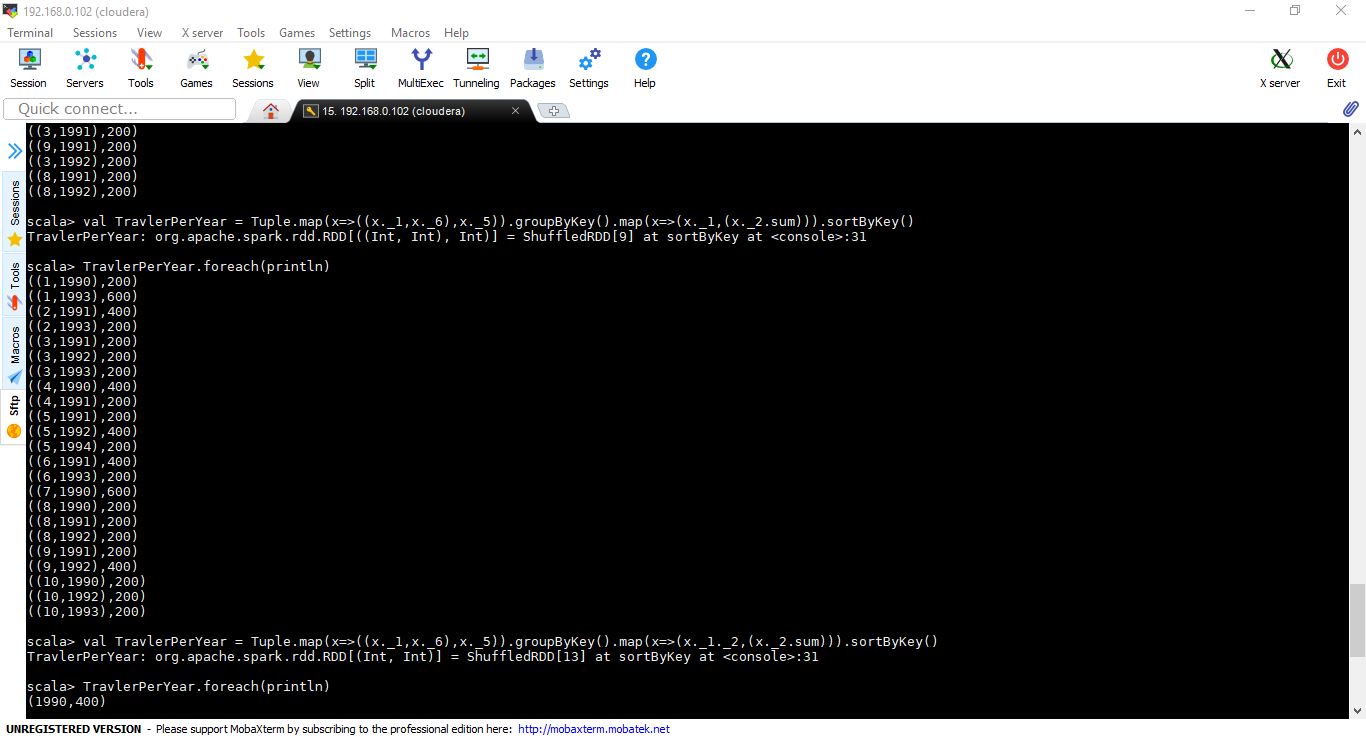 192.168.0.102 (cloudera)
Terminal Sessions View X server Tools Games Settings Macros Help
Session Servers Tools Games Sessions View Split MultiExec Tunneling Packages Settings Help X server Exit
Quick connect...
15. 192.168.0.102 (cloudera)
Sessions
Tools
Macros
Sftp
((3,1991),200)
((9,1991),200)
((3,1992),200)
((8,1991),200)
((8,1992),200)
scala> val TravlerPerYear = Tuple.map(x=>((x._1,x._6),x._5)).groupByKey().map(x=>(x._1,(x._2.sum))).sortByKey()
TravlerPerYear: org.apache.spark.rdd.RDD[((Int, Int), Int)] = ShuffledRDD[9] at sortByKey at <console>:31
scala> TravlerPerYear.foreach(println)
((1,1990),200)
((1,1993),600)
((2,1991),400)
((2,1993),200)
((3,1991),200)
((3,1992),200)
((3,1993),200)
((4,1990),400)
((4,1991),200)
((5,1991),200)
((5,1992),400)
((5,1994),200)
((6,1991),400)
((6,1993),200)
((7,1990),600)
((8,1990),200)
((8,1991),200)
((8,1992),200)
((9,1991),200)
((9,1992),400)
((10,1990),200)
((10,1992),200)
((10,1993),200)
scala> val TravlerPerYear = Tuple.map(x=>((x._1,x._6),x._5)).groupByKey().map(x=>(x._1._2,(x._2.sum))).sortByKey()
TravlerPerYear: org.apache.spark.rdd.RDD[(Int, Int)] = ShuffledRDD[13] at sortByKey at <console>:31
scala> TravlerPerYear.foreach(println)
(1990,400)
UNREGISTERED VERSION - Please support MobaXterm by subscribing to the professional edition here: http://mobaxterm.mobatek.net